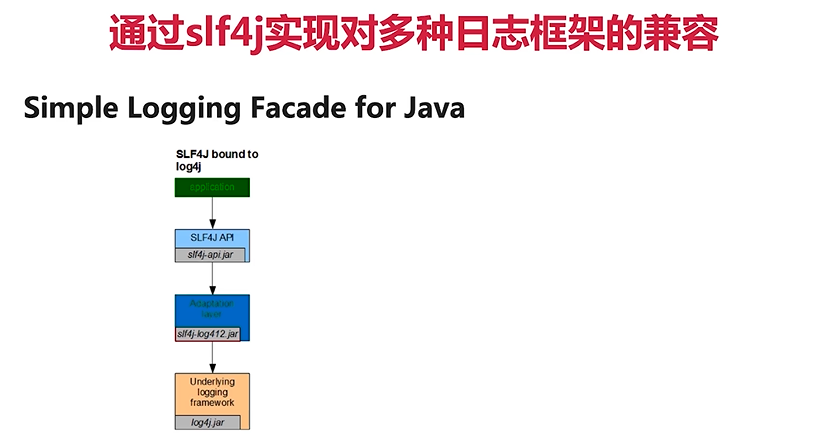 通过slf4j实现对多种日志框架的兼容
Simple Logging Facade for Java
SLF4J bound to
log4j
application
SLF4J API
slf4j-api.jar
Adaptation
layer
slf4j-log412.jar
Underlying
logging
framework
log4j.jar